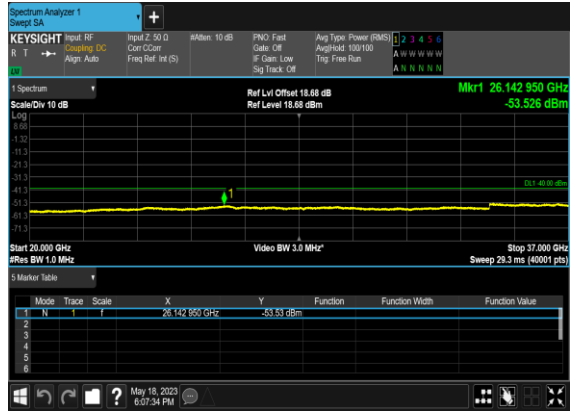 Spectrum Analyzer 1
Swept SA
+
KEYSIGHT Input: RF Input Z: 50 Ω #Atten: 10 dB PNO: Fast Avg Type: Power (RMS) 1 2 3 4 5 6
R T Coupling: DC Corr CCorr Gate: Off Avg|Hold: 100/100 A W W W W W
Align: Auto Freq Ref: Int (S) IF Gain: Low Trig: Free Run
LW Sig Track: Off A N N N N N
1 Spectrum Ref Lvl Offset 18.68 dB Mkr1 26.142 950 GHz
Scale/Div 10 dB Ref Level 18.68 dBm -53.526 dBm
Log
8.68
-1.32
-11.3
-21.3
-31.3
DL1 -40.00 dBm
-41.3
1
-51.3
-61.3
-71.3
Start 20.000 GHz Video BW 3.0 MHz* Stop 37.000 GHz
#Res BW 1.0 MHz Sweep 29.3 ms (40001 pts)
5 Marker Table
Mode Trace Scale X Y Function Function Width Function Value
1 N 1 f 26.142 950 GHz -53.53 dBm
2
3
4
5
6
? May 18, 2023
6:07:34 PM